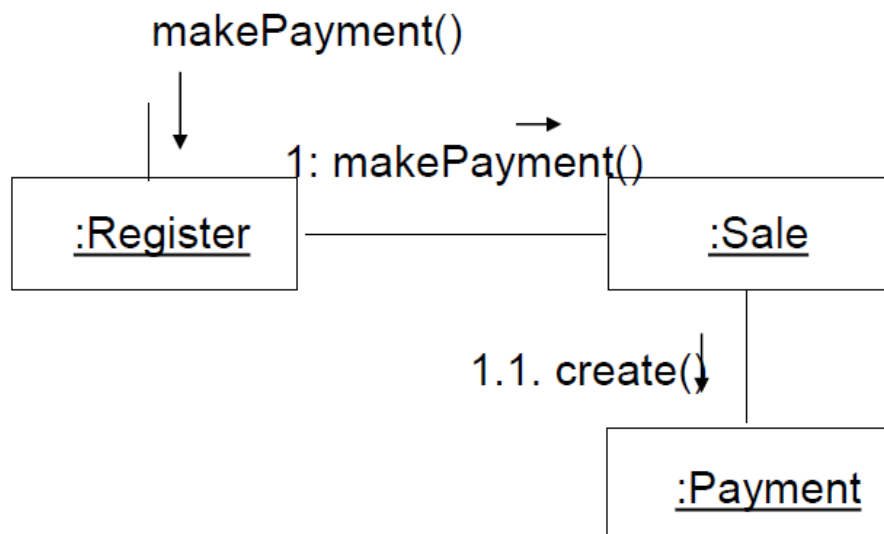 makePayment()
1: makePayment()
:Register
:Sale
1.1. create()
:Payment